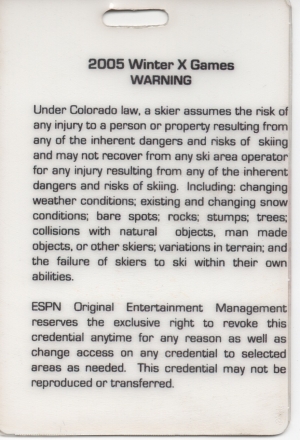 2005 Winter X Games
WARNING
Under Colorado law, a skier assumes the risk of
any injury to a person or property resulting from
any of the inherent dangers and risks of skiing
and may not recover from any ski area operator
for any injury resulting from any of the inherent
dangers and risks of skiing. Including: changing
weather conditions; existing and changing snow
conditions; bare spots; rocks; stumps; trees;
collisions with natural objects, man made
objects, or other skiers; variations in terrain; and
the failure of skiers to ski within their own
abilities.
ESPN Original Entertainment Management
reserves the exclusive right to revoke this
credential anytime for any reason as well as
change access on any credential to selected
areas as needed. This credential may not be
reproduced or transferred.